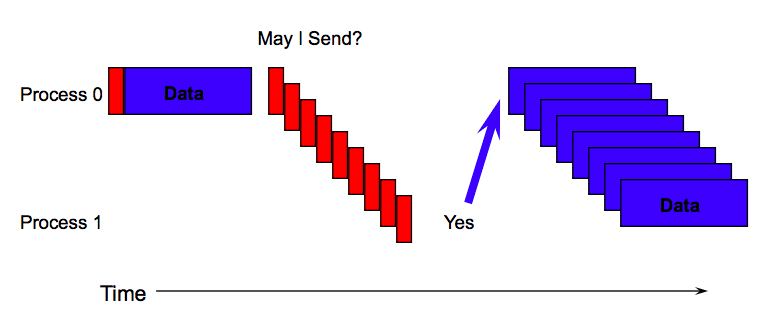 May I Send?
Process 0
Data
Data
Process 1
Yes
Time